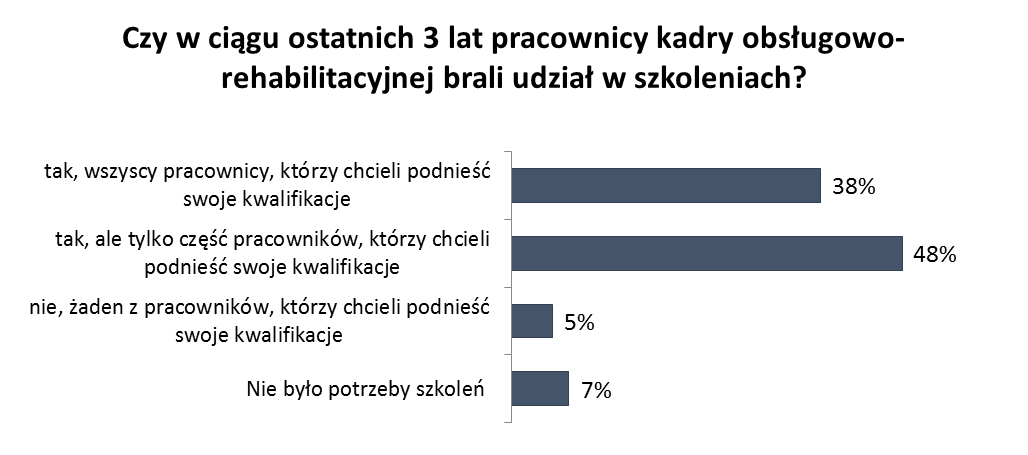 Czy w ciągu ostatnich 3 lat pracownicy kadry obsługowo-
rehabilitacyjnej brali udział w szkoleniach?
tak, wszyscy pracownicy, którzy chcieli podnieść
swoje kwalifikacje
38%
tak, ale tylko część pracowników, którzy chcieli
podnieść swoje kwalifikacje
48%
nie, żaden z pracowników, którzy chcieli podnieść
swoje kwalifikacje
5%
Nie było potrzeby szkoleń
7%